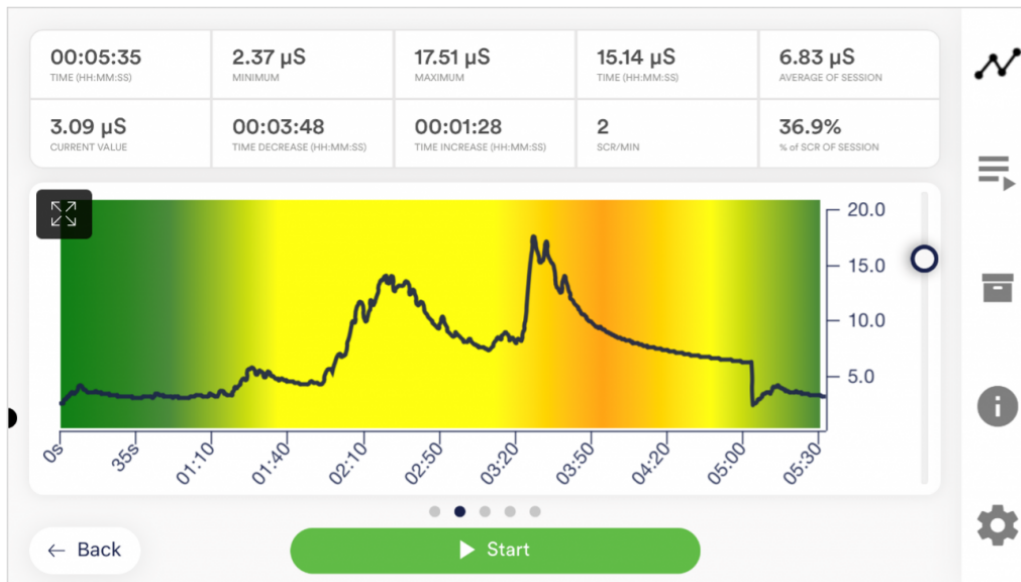 00:05:35
TIME (HH:MM:SS)
2.37 µS
MINIMUM
17.51 µS
MAXIMUM
15.14 µS
TIME (HH:MM:SS)
6.83 µS
AVERAGE OF SESSION
3.09 µS
CURRENT VALUE
00:03:48
TIME DECREASE (HH:MM:SS)
00:01:28
TIME INCREASE (HH:MM:SS)
2
SCR/MIN
36.9%
% of SCR OF SESSION
20.0
15.0
10.0
5.0
0s
35s
01:10
01:40
02:10
02:50
03:20
03:50
04:20
05:00
05:30
← Back
Start